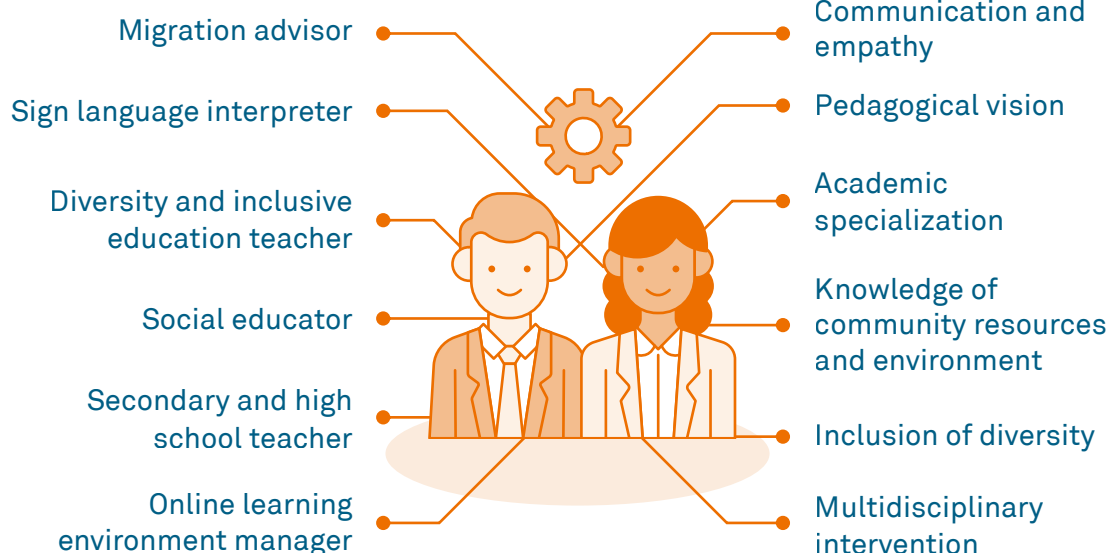 Migration advisor
Sign language interpreter
Diversity and inclusive
education teacher
Social educator
Secondary and high
school teacher
Online learning
environment manager
Communication and
empathy
Pedagogical vision
Academic
specialization
Knowledge of
community resources
and environment
Inclusion of diversity
Multidisciplinary
intervention